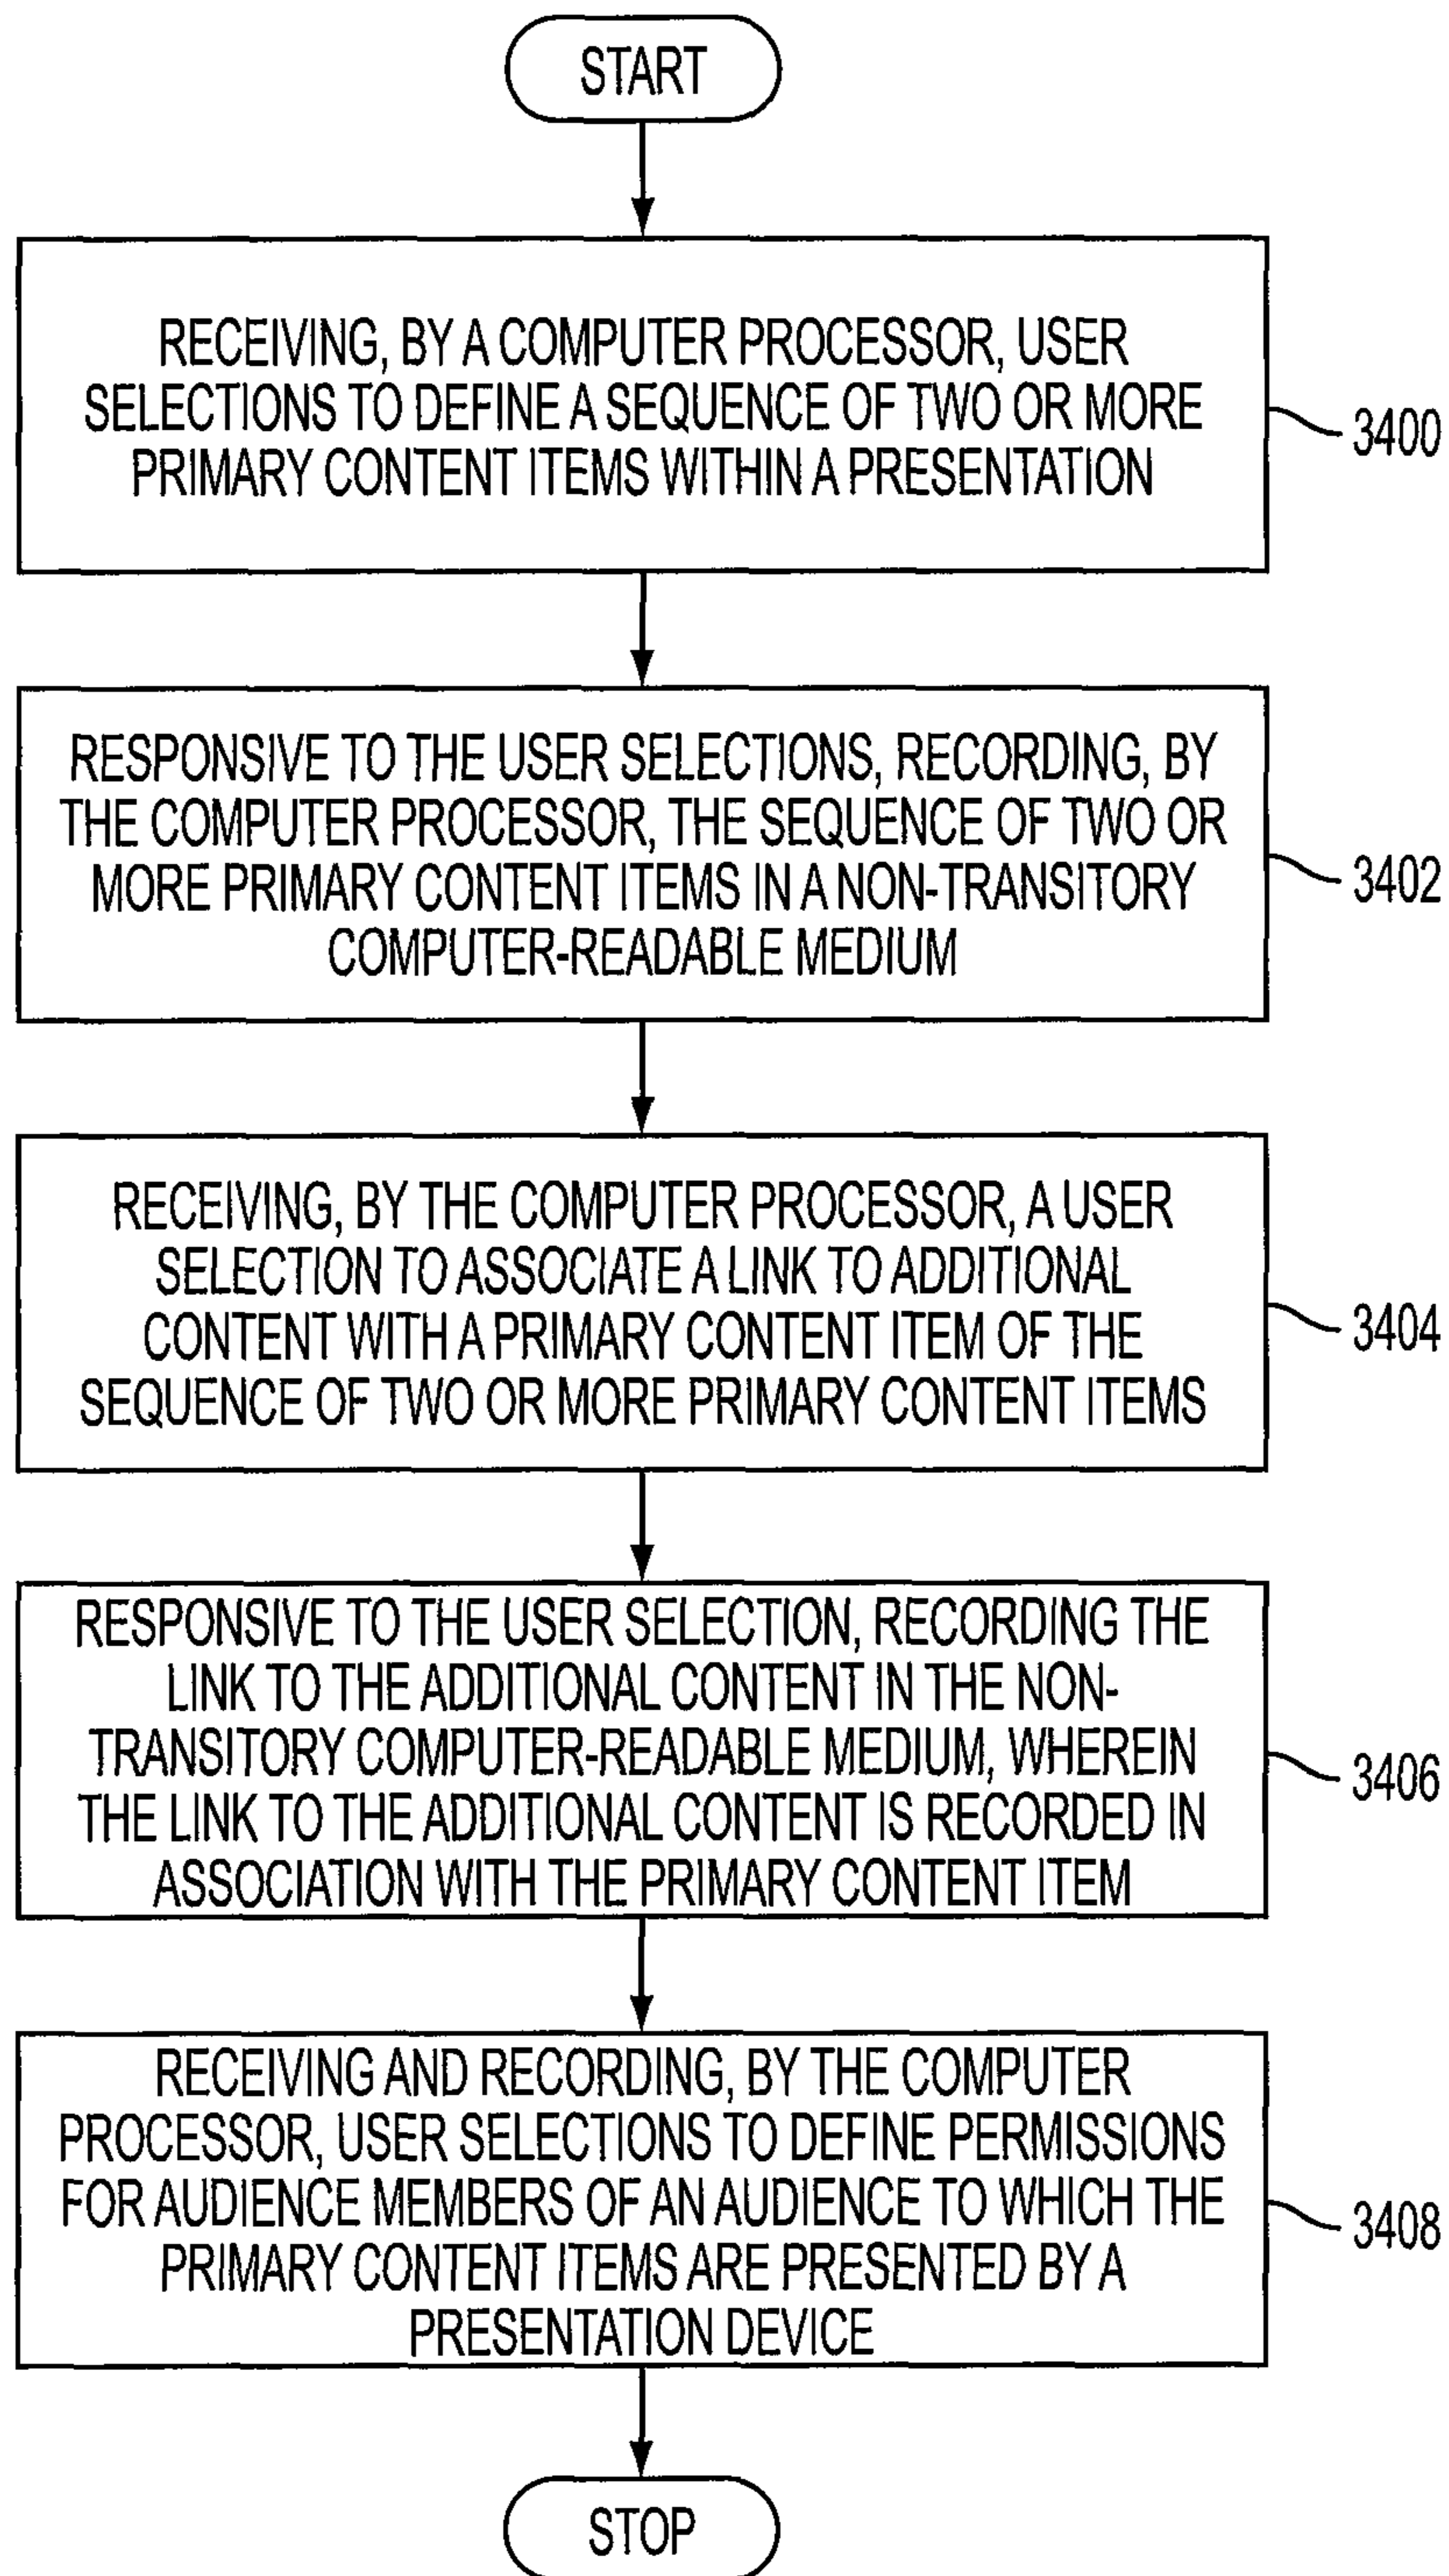 START
RECEIVING, BY A COMPUTER PROCESSOR, USER
SELECTIONS TO DEFINE A SEQUENCE OF TWO OR MORE
PRIMARY CONTENT ITEMS WITHIN A PRESENTATION
3400
RESPONSIVE TO THE USER SELECTIONS, RECORDING, BY
THE COMPUTER PROCESSOR, THE SEQUENCE OF TWO OR
MORE PRIMARY CONTENT ITEMS IN A NON-TRANSITORY
COMPUTER-READABLE MEDIUM
3402
RECEIVING, BY THE COMPUTER PROCESSOR, A USER
SELECTION TO ASSOCIATE A LINK TO ADDITIONAL
CONTENT WITH A PRIMARY CONTENT ITEM OF THE
SEQUENCE OF TWO OR MORE PRIMARY CONTENT ITEMS
3404
RESPONSIVE TO THE USER SELECTION, RECORDING THE
LINK TO THE ADDITIONAL CONTENT IN THE NON-
TRANSITORY COMPUTER-READABLE MEDIUM, WHEREIN
THE LINK TO THE ADDITIONAL CONTENT IS RECORDED IN
ASSOCIATION WITH THE PRIMARY CONTENT ITEM
3406
RECEIVING AND RECORDING, BY THE COMPUTER
PROCESSOR, USER SELECTIONS TO DEFINE PERMISSIONS
FOR AUDIENCE MEMBERS OF AN AUDIENCE TO WHICH THE
PRIMARY CONTENT ITEMS ARE PRESENTED BY A
PRESENTATION DEVICE
3408
STOP